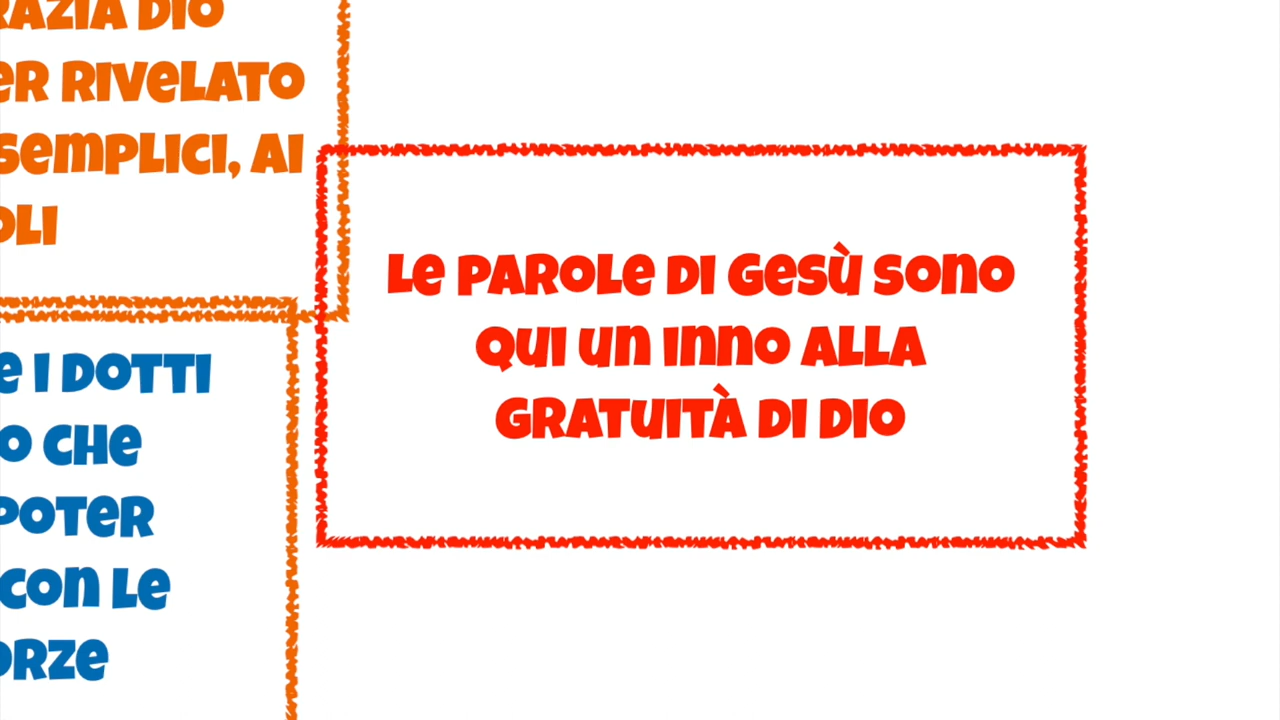 DIO
RIVELATO
SEMPLICI, AI
LE PAROLE DI GESÙ SONO
QUI UN INNO ALLA
GRATUITÀ DI DIO
I DOTTI
CHE
POTER
CON LE